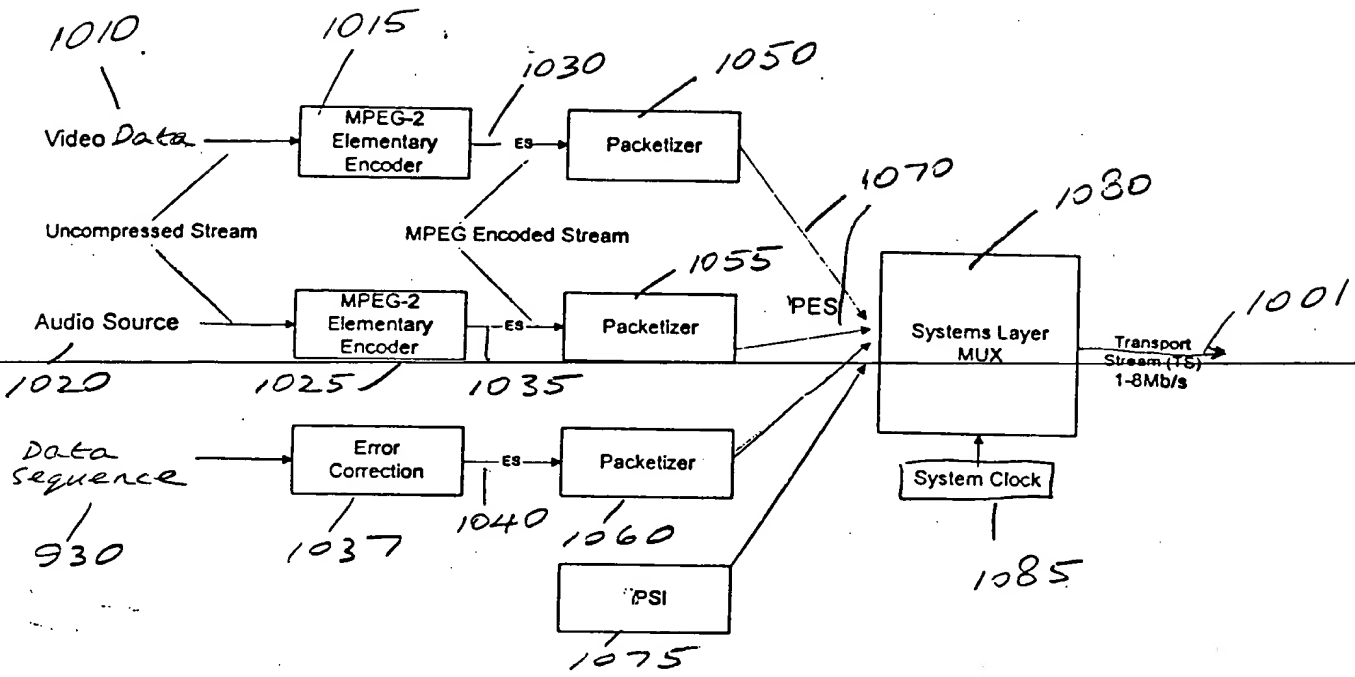 1010
1015
1030
1050
Video Data
MPEG-2
Elementary
Encoder
ES
Packetizer
1070
1080
Uncompressed Stream
MPEG Encoded Stream
1055
PES
1001
Audio Source
MPEG-2
Elementary
Encoder
ES
Packetizer
Systems Layer
MUX
Transport
Stream (TS)
1-8Mb/s
1020
1025
1035
Data
Sequence
Error
Correction
ES
Packetizer
System Clock
930
1037
1040
1060
1085
PSI
1075